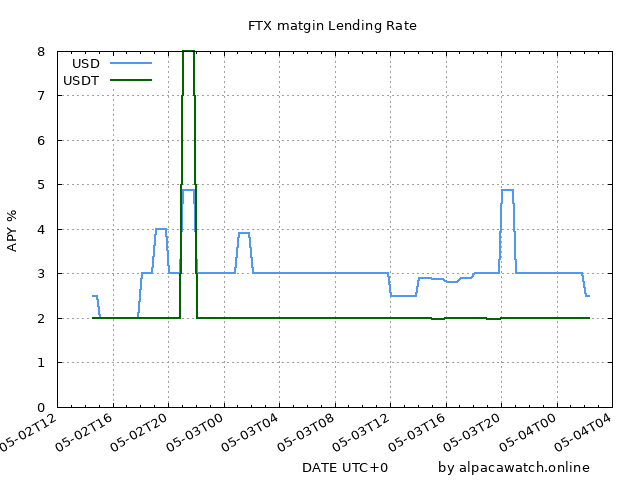 FTX matgin Lending Rate
USD
USDT
8
7
6
5
4
3
2
1
0
APY %
05-02T12
05-02T16
05-02T20
05-03T00
05-03T04
05-03T08
05-03T12
05-03T16
05-03T20
05-04T00
05-04T04
DATE UTC+0
by alpacawatch.online